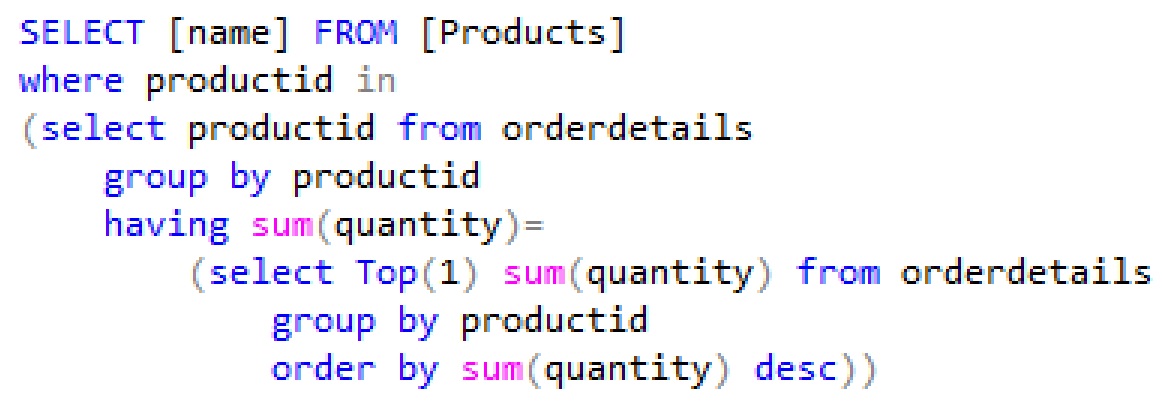 SELECT [name] FROM [Products]
where productid in
(select productid from orderdetails
group by productid
having sum(quantity)=
(select Top(1) sum(quantity) from orderdetails
group by productid
order by sum(quantity) desc))